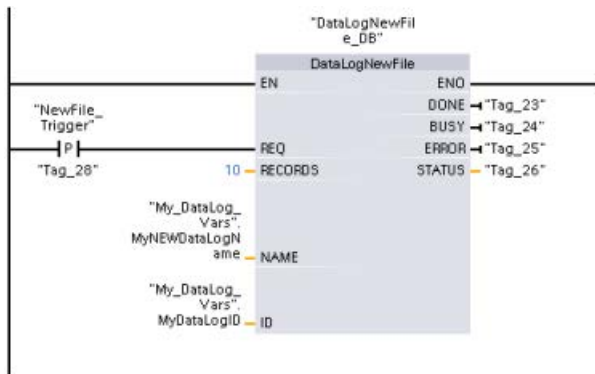 "DataLogNewFil
e_DB"
DataLogNewFile
EN ENO
DONE "Tag_23"
"NewFile_
Trigger"
BUSY "Tag_24"
P REQ ERROR "Tag_25"
"Tag_28" 10 RECORDS STATUS "Tag_26"
"My_DataLog_
Vars".
MyNEWDataLogN
ame NAME
"My_DataLog_
Vars".
MyDataLogID ID